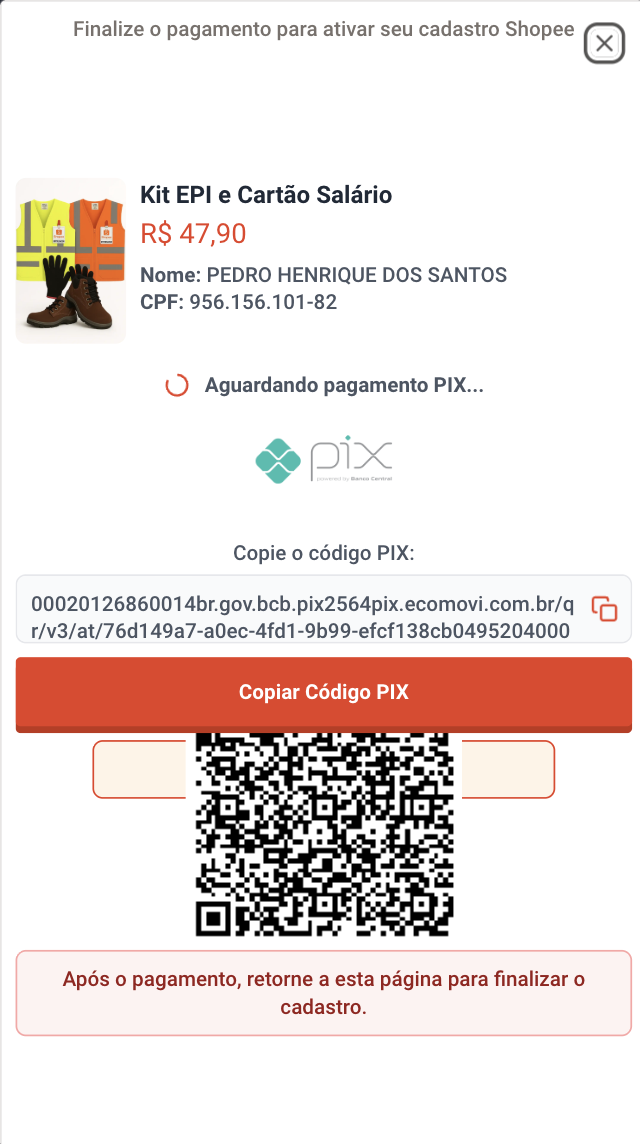 Finalize o pagamento para ativar seu cadastro Shopee
Kit EPI e Cartão Salário
R$ 47,90
Nome: PEDRO HENRIQUE DOS SANTOS
CPF: 956.156.101-82
Aguardando pagamento PIX...
pix
powered by Banco Central
Copie o código PIX:
00020126860014br.gov.bcb.pix2564pix.ecomovi.com.br/q
r/v3/at/76d149a7-a0ec-4fd1-9b99-efcf138cb0495204000
Copiar Código PIX
Após o pagamento, retorne a esta página para finalizar o
cadastro.